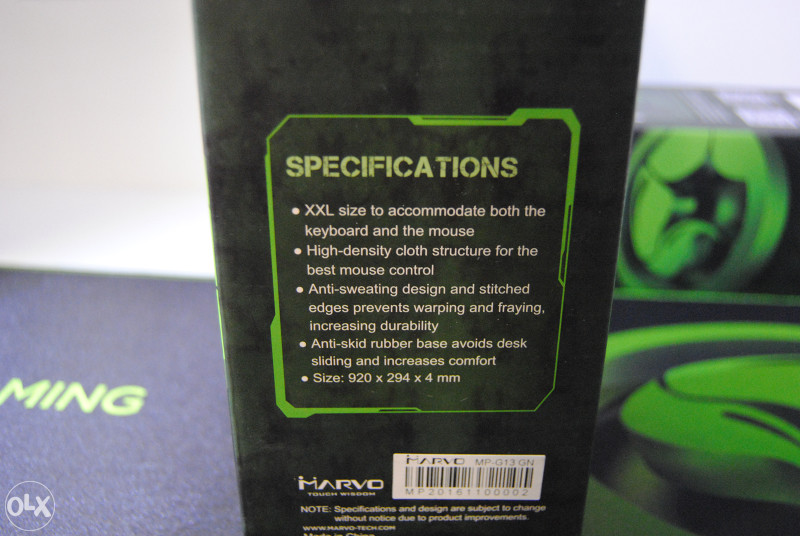 SPECIFICATIONS
• XXL size to accommodate both the
keyboard and the mouse
• High-density cloth structure for the
best mouse control
• Anti-sweating design and stitched
edges prevents warping and fraying,
increasing durability
• Anti-skid rubber base avoids desk
sliding and increases comfort
• Size: 920 x 294 x 4 mm
MING
MARVO MP-G13 GN
MP20161100002
MARVO
TOUCH WISDOM
NOTE: Specifications and design are subject to change
without notice due to product improvements.
WWW.MARVO-TECH.COM
Made in China
OLX